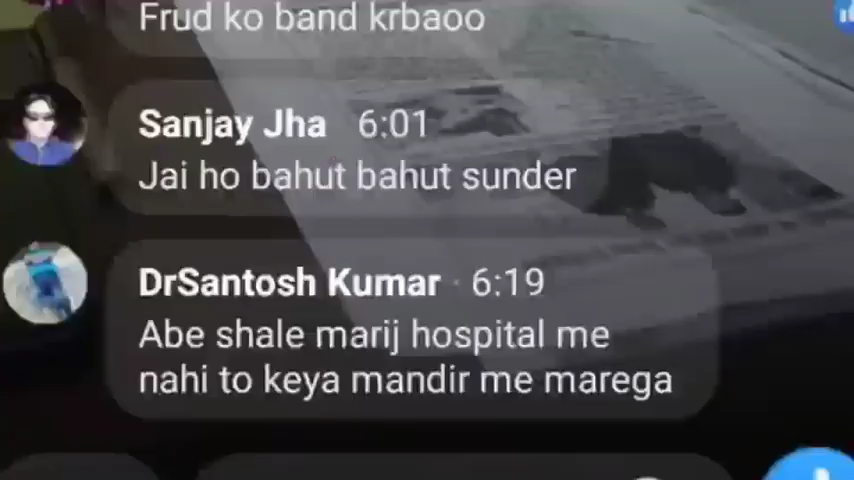 Frud ko band krbaoo
Sanjay Jha 6:01
Jai ho bahut bahut sunder
DrSantosh Kumar · 6:19
Abe shale marij hospital me
nahi to keya mandir me marega